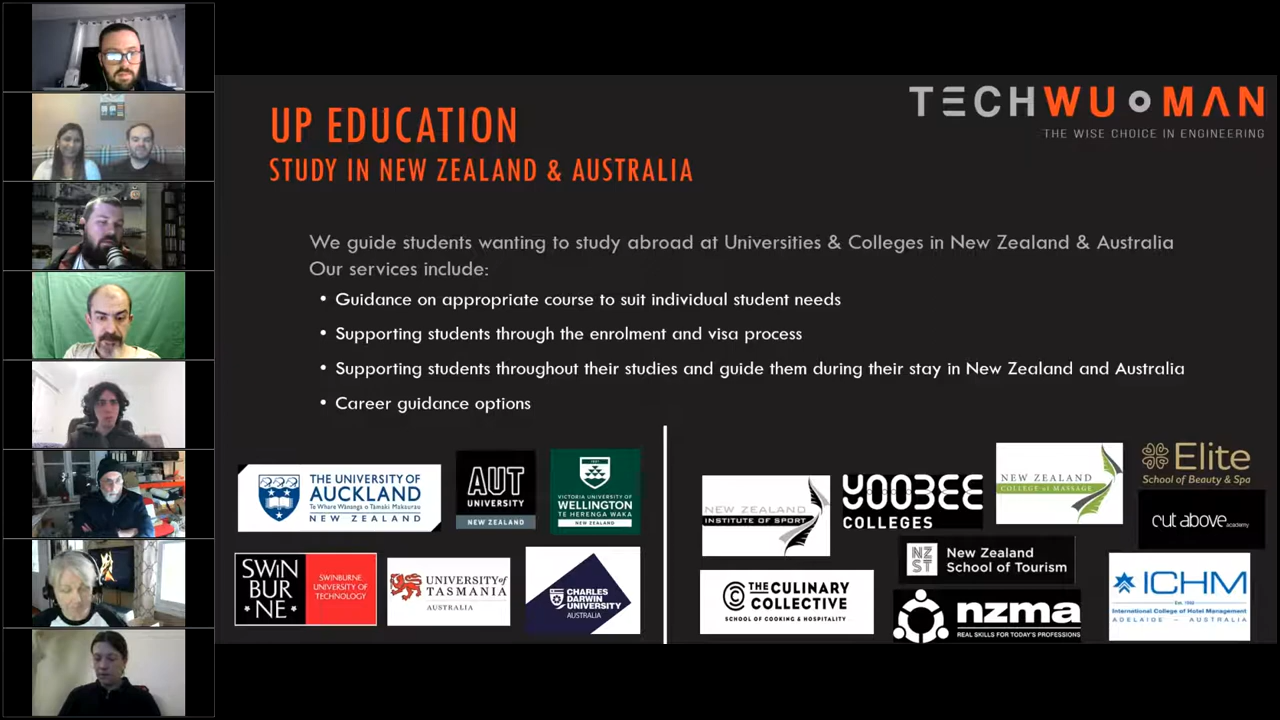 TECHWUOMAN
THE WISE CHOICE IN ENGINEERING
UP EDUCATION
STUDY IN NEW ZEALAND & AUSTRALIA
We guide students wanting to study abroad at Universities & Colleges in New Zealand & Australia
Our services include:
• Guidance on appropriate course to suit individual student needs
• Supporting students through the enrolment and visa process
• Supporting students throughout their studies and guide them during their stay in New Zealand and Australia
• Career guidance options
THE UNIVERSITY OF
AUCKLAND
Te Whare Wānanga o Tāmaki Makaurau
NEW ZEALAND
AUT
UNIVERSITY
NEW ZEALAND
VICTORIA UNIVERSITY OF
WELLINGTON
TE HERENGA WAKA
NEW ZEALAND
SWIN
BUR
NE
SWINBURNE
UNIVERSITY OF
TECHNOLOGY
UNIVERSITY of
TASMANIA
AUSTRALIA
CHARLES
DARWIN
UNIVERSITY
AUSTRALIA
NEW ZEALAND
INSTITUTE OF SPORT
YOOBEE
COLLEGES
NEW ZEALAND
COLLEGE of MASSAGE
Elite
School of Beauty & Spa
cut above academy
THE CULINARY
COLLECTIVE
SCHOOL OF COOKING & HOSPITALITY
NZ
ST
New Zealand
School of Tourism
nzma
REAL SKILLS FOR TODAY'S PROFESSIONS
ICHM
International College of Hotel Management
ADELAIDE – AUSTRALIA